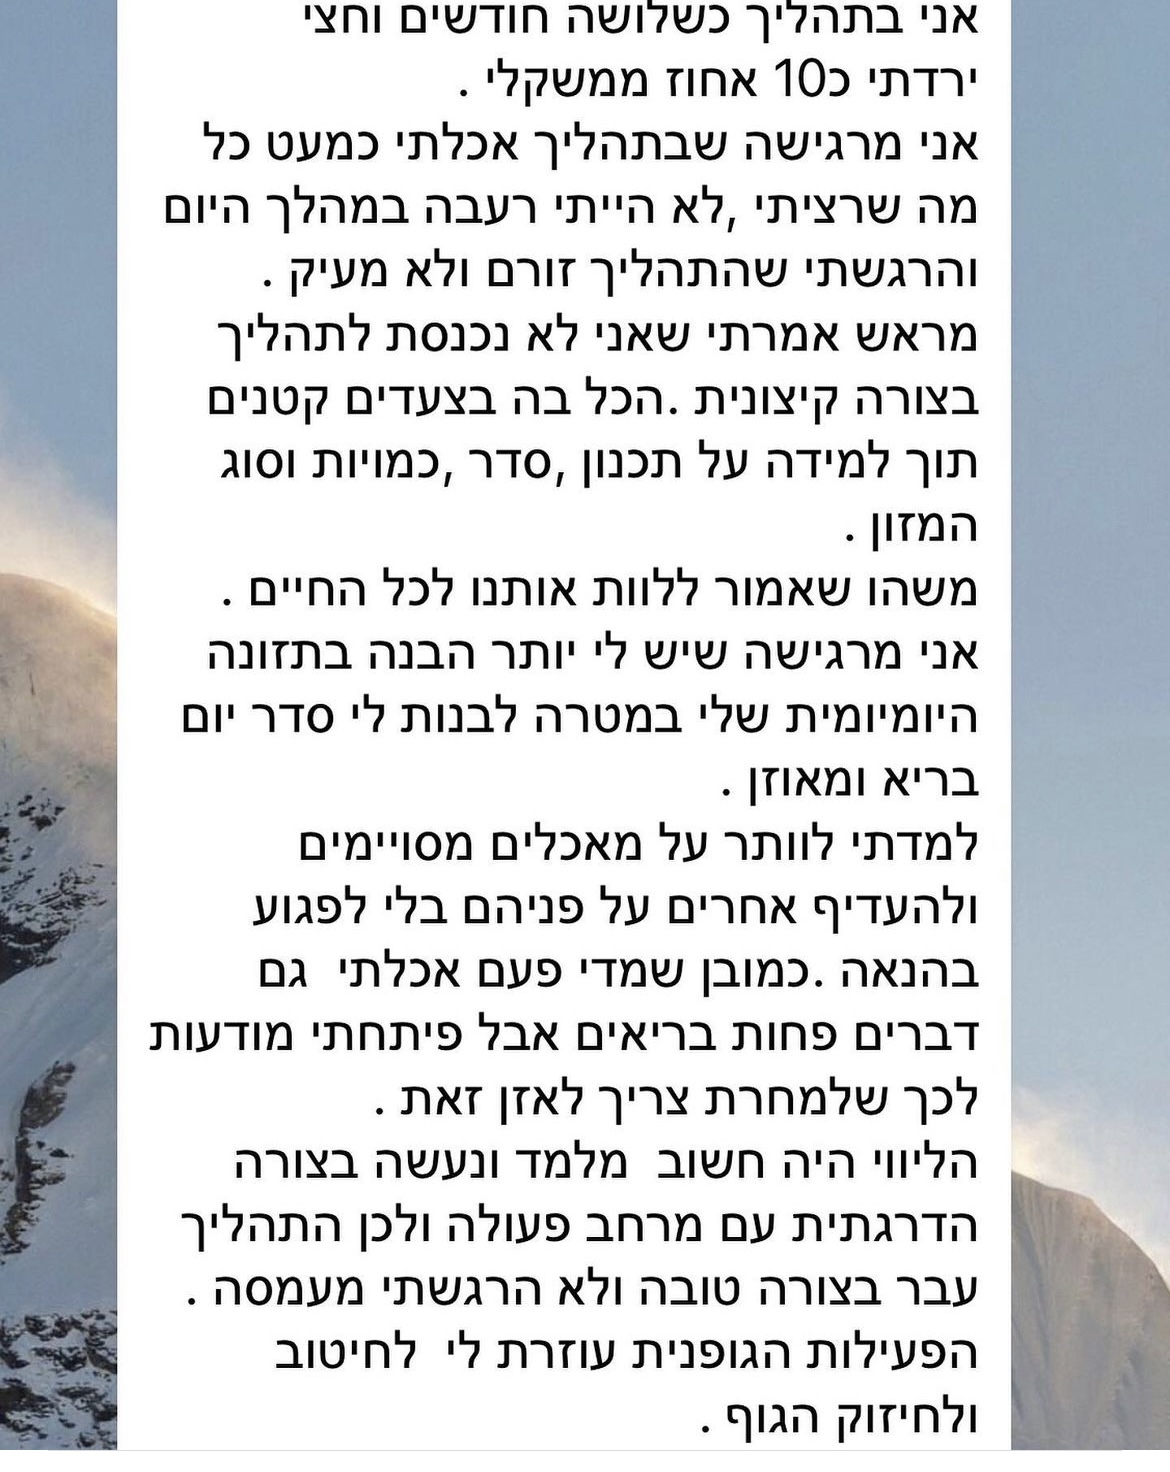 אני בתהליך כשלושה חודשים וחצי
ירדתי כ10 אחוז ממשקלי .
אני מרגישה שבתהליך אכלתי כמעט כל
מה שרציתי ,לא הייתי רעבה במהלך היום
והרגשתי שהתהליך זורם ולא מעיק .
מראש אמרתי שאני לא נכנסת לתהליך
בצורה קיצונית .הכל בה בצעדים קטנים
תוך למידה על תכנון ,סדר ,כמויות וסוג
המזון .
משהו שאמור ללוות אותנו לכל החיים .
אני מרגישה שיש לי יותר הבנה בתזונה
היומיומית שלי במטרה לבנות לי סדר יום
בריא ומאוזן .
למדתי לוותר על מאכלים מסויימים
ולהעדיף אחרים על פניהם בלי לפגוע
בהנאה .כמובן שמדי פעם אכלתי  גם
דברים פחות בריאים אבל פיתחתי מודעות
לכך שלמחרת צריך לאזן זאת .
הליווי היה חשוב  מלמד ונעשה בצורה
הדרגתית עם מרחב פעולה ולכן התהליך
עבר בצורה טובה ולא הרגשתי מעמסה .
הפעילות הגופנית עוזרת לי  לחיטוב
ולחיזוק הגוף .